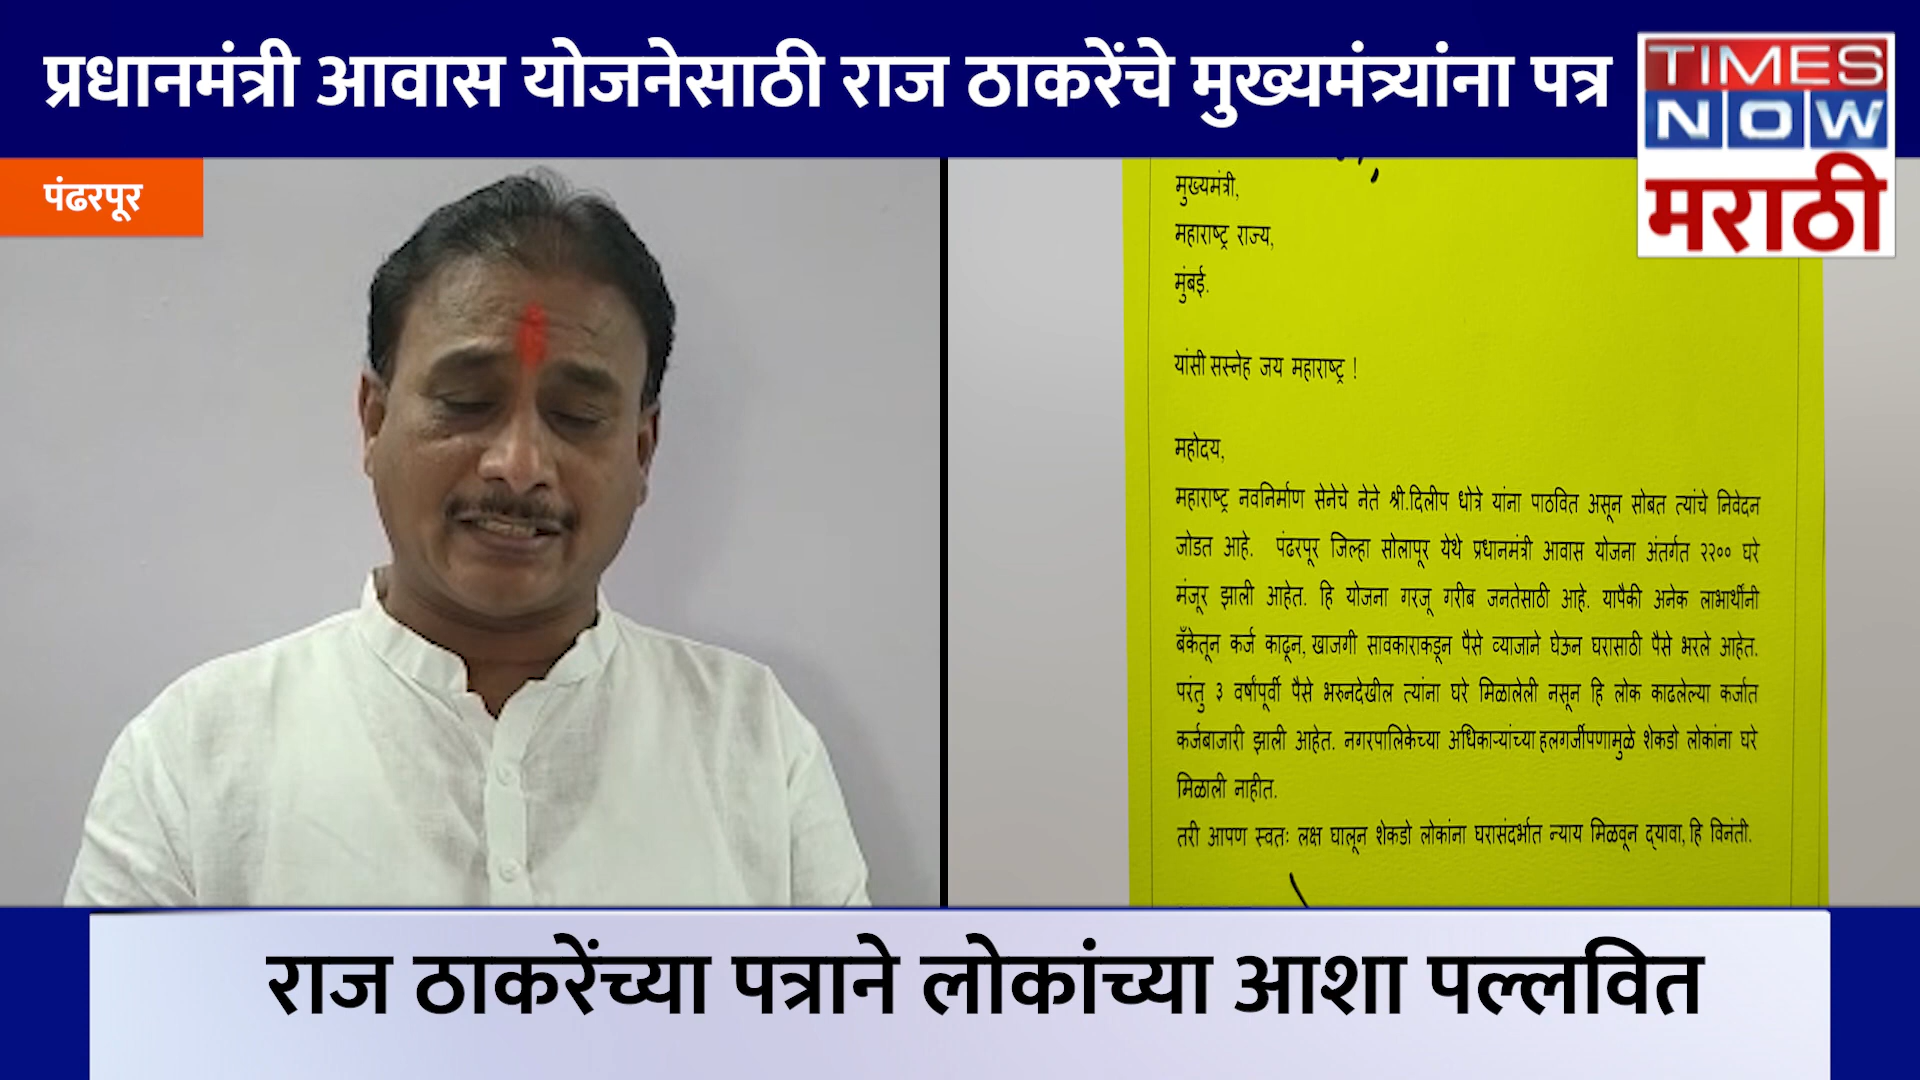 प्रधानमंत्री आवास योजनेसाठी राज ठाकरेंचे मुख्यमंत्र्यांना पत्र
TIMES
NOW
मराठी
पंढरपूर
मुख्यमंत्री,
महाराष्ट्र राज्य,
मुंबई.
यांसी सस्नेह जय महाराष्ट्र !
महोदय,
महाराष्ट्र नवनिर्माण सेनेचे नेते श्री.दिलीप धोत्रे यांना पाठवित असून सोबत त्यांचे निवेदन
जोडत आहे. पंढरपूर जिल्हा सोलापूर येथे प्रधानमंत्री आवास योजना अंतर्गत २२०० घरे
मंजूर झाली आहेत. हि योजना गरजू गरीब जनतेसाठी आहे. यापैकी अनेक लाभार्थींनी
बँकेतून कर्ज काढून, खाजगी सावकाराकडून पैसे व्याजाने घेऊन घरासाठी पैसे भरले आहेत.
परंतु ३ वर्षांपूर्वी पैसे भरुनदेखील त्यांना घरे मिळालेली नसून हि लोक काढलेल्या कर्जात
कर्जबाजारी झाली आहेत. नगरपालिकेच्या अधिकाऱ्यांच्या हलगर्जीपणामुळे शेकडो लोकांना घरे
मिळाली नाहीत.
तरी आपण स्वतः लक्ष घालून शेकडो लोकांना घरासंदर्भात न्याय मिळवून द्यावा, हि विनंती.
राज ठाकरेंच्या पत्राने लोकांच्या आशा पल्लवित